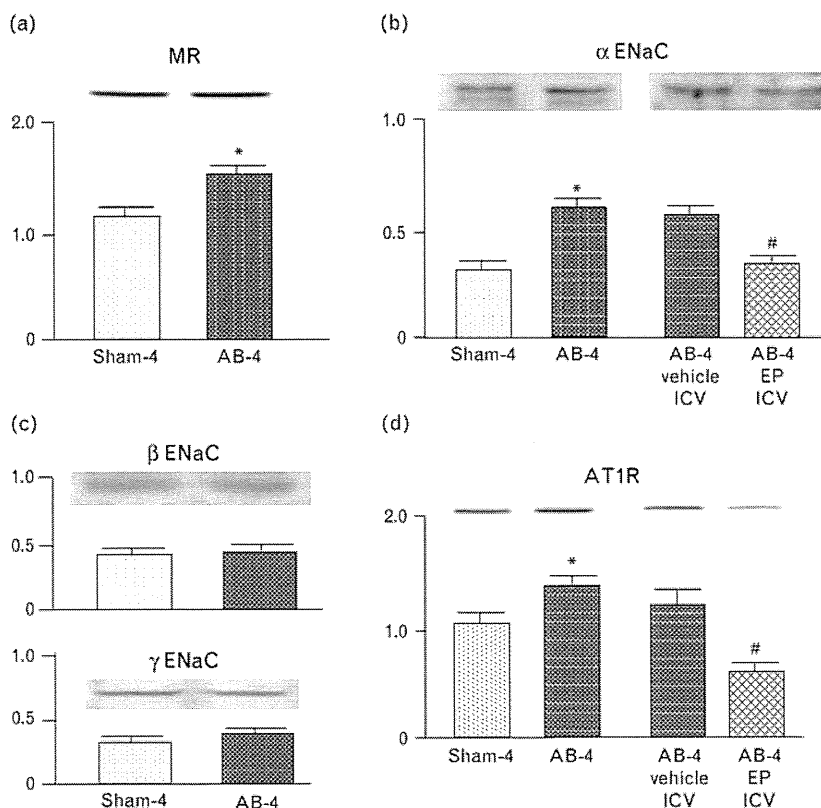 (a)
MR
2.0
*
1.0
0
Sham-4 AB-4
(b)
α ENaC
1.0
*
#
0.5
0
Sham-4 AB-4 AB-4 AB-4
vehicle EP
ICV ICV
(c)
β ENaC
1.0
0.5
0
γ ENaC
1.0
0.5
0
Sham-4 AB-4
(d)
AT1R
2.0
*
1.0
#
0
Sham-4 AB-4 AB-4 AB-4
vehicle EP
ICV ICV